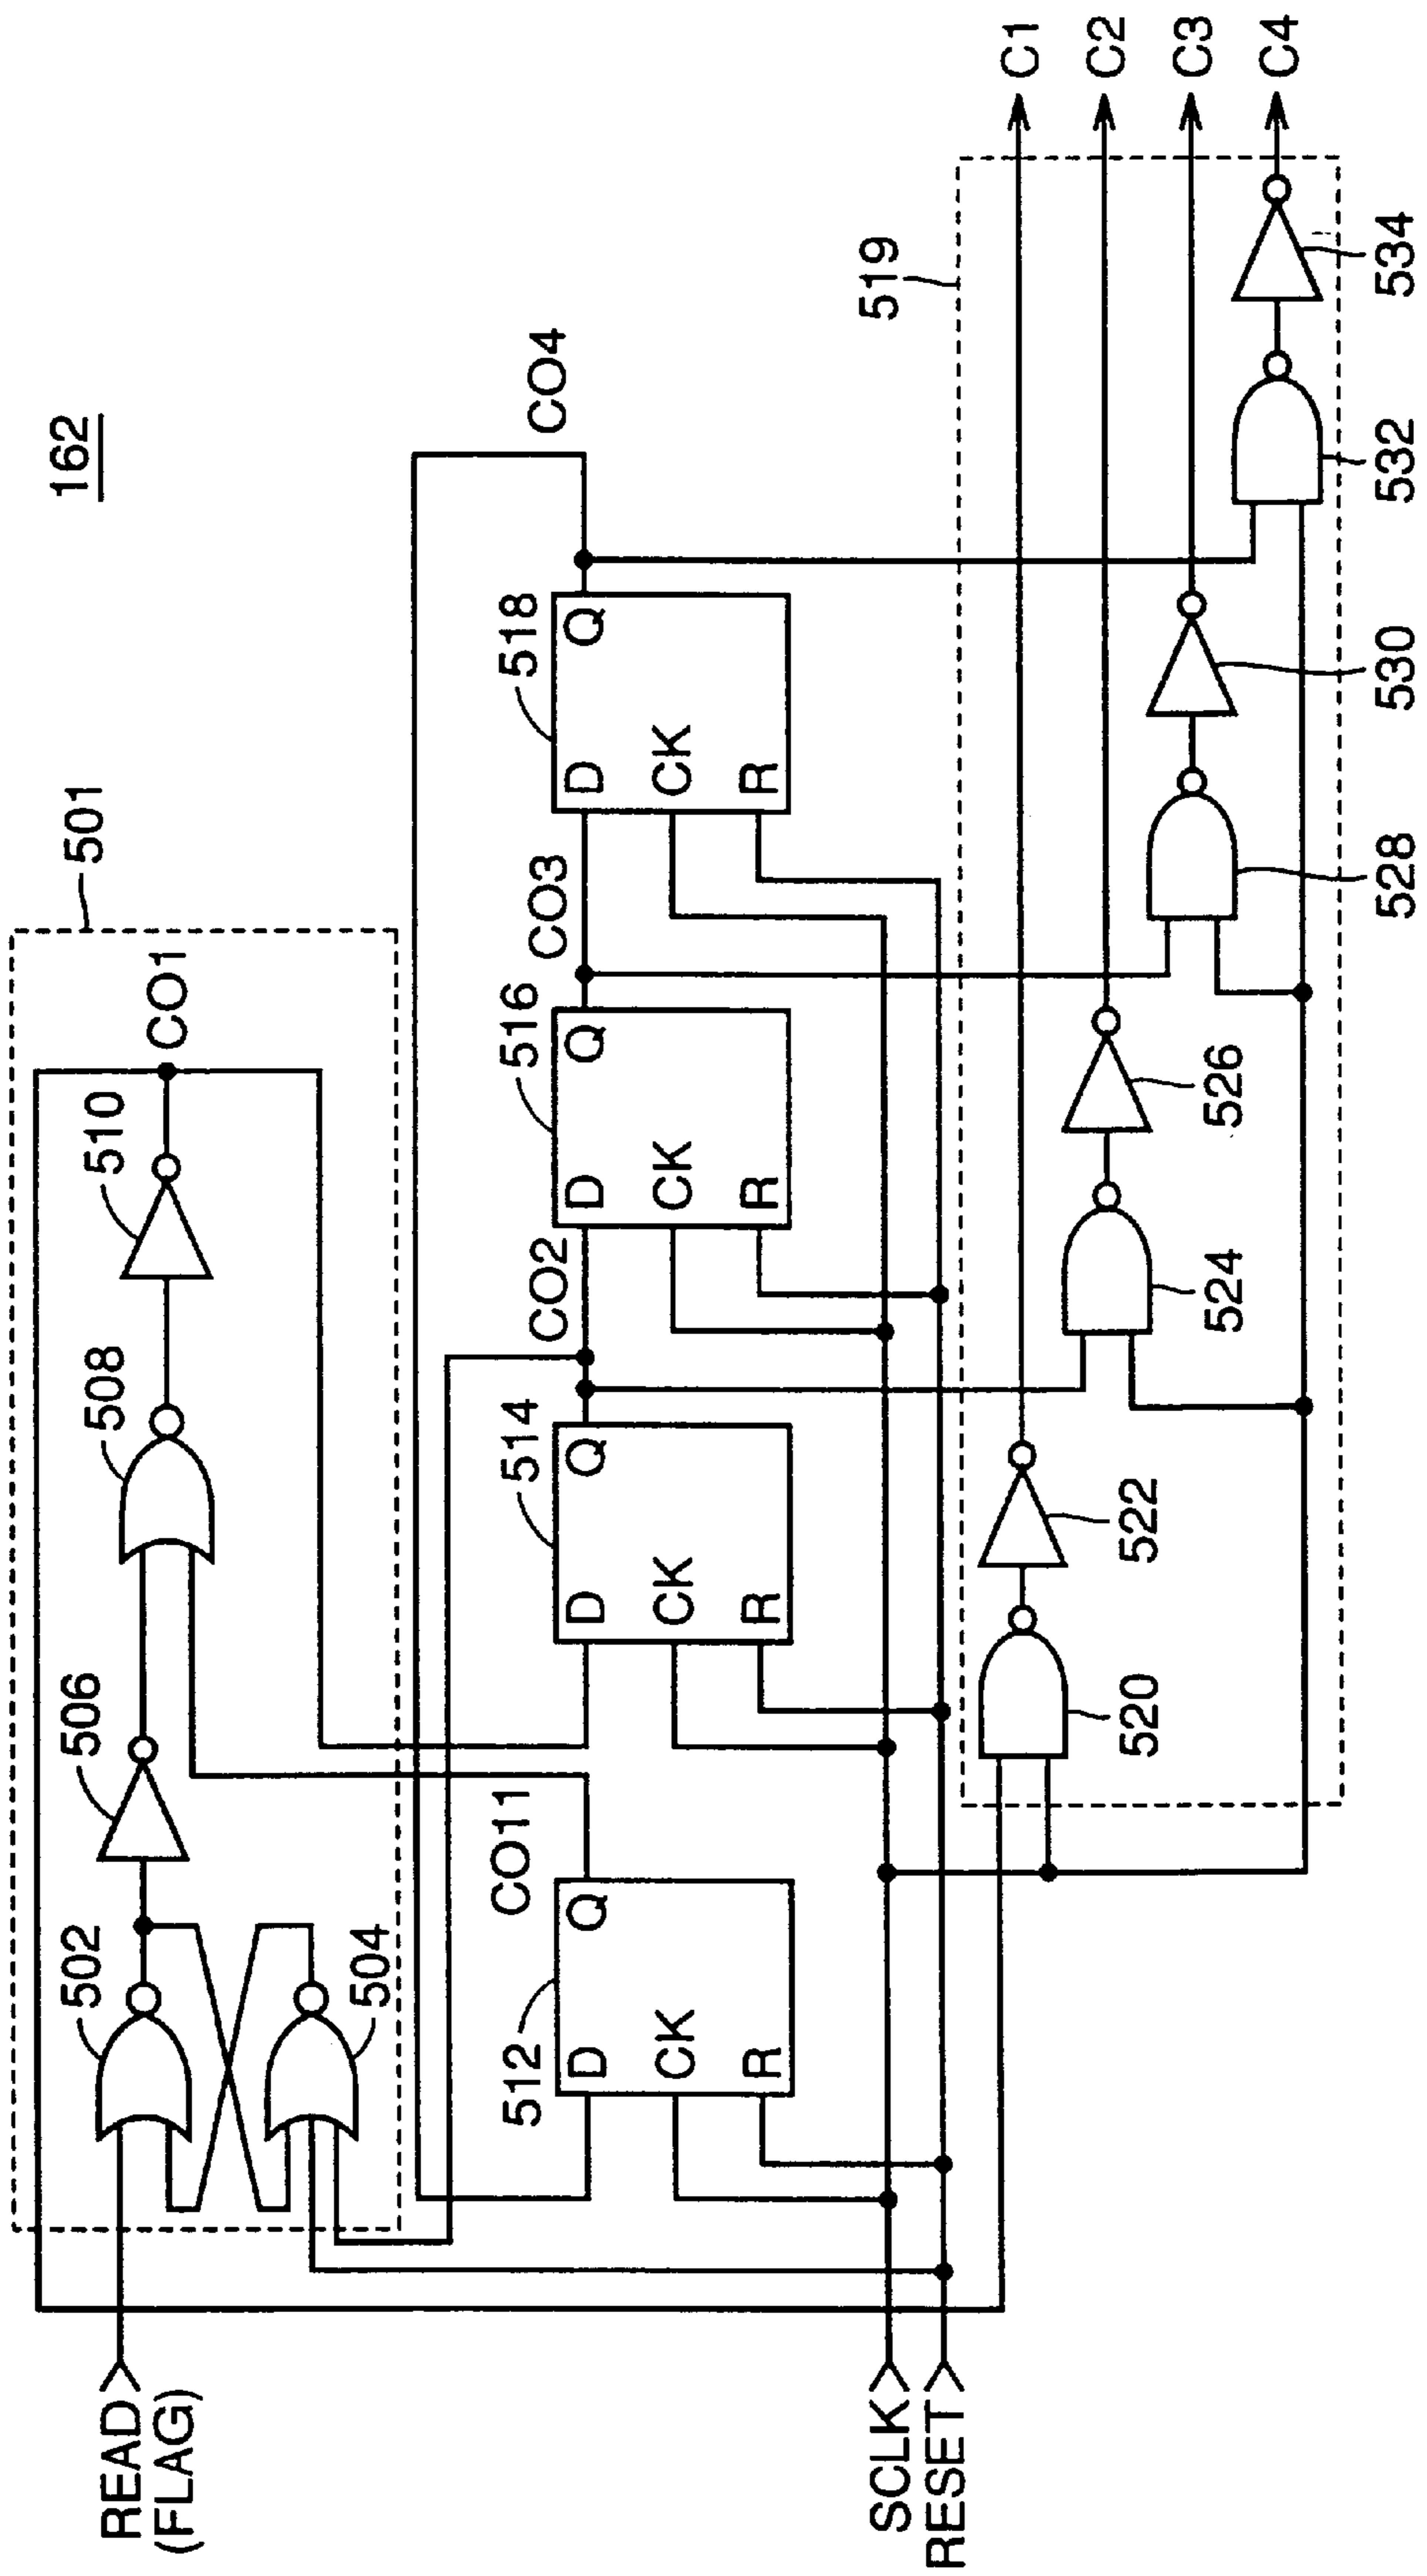 162
501
502
506
508
510
CO1
504
READ
(FLAG)
CO11
CO2
CO3
CO4
512
D
Q
CK
R
514
D
Q
CK
R
516
D
Q
CK
R
518
D
Q
CK
R
SCLK
RESET
519
C1
C2
C3
C4
520
522
524
526
528
530
532
534